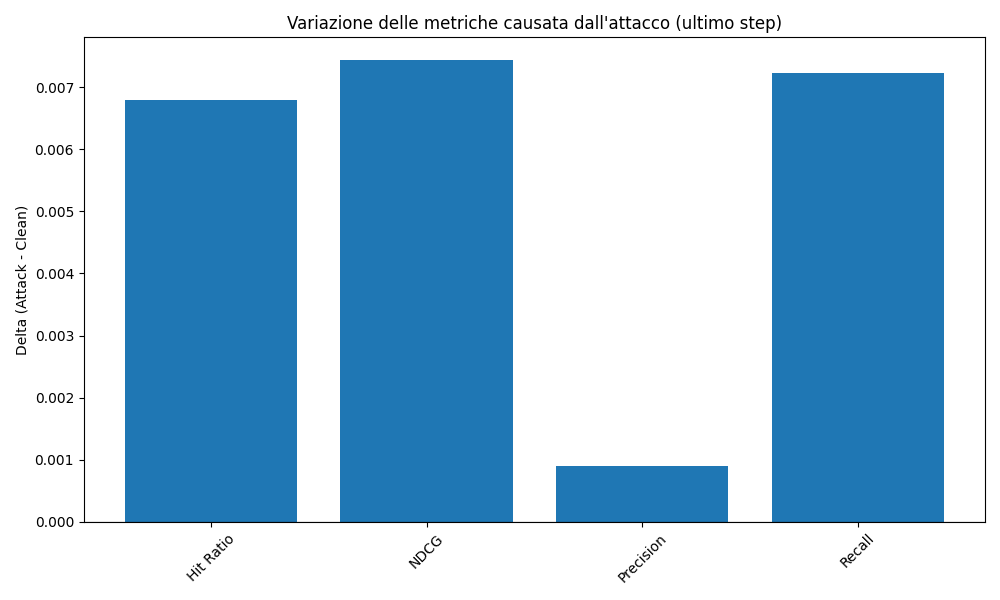 Variazione delle metriche causata dall'attacco (ultimo step)
Delta (Attack - Clean)
0.007
0.006
0.005
0.004
0.003
0.002
0.001
0.000
Hit Ratio
NDCG
Precision
Recall